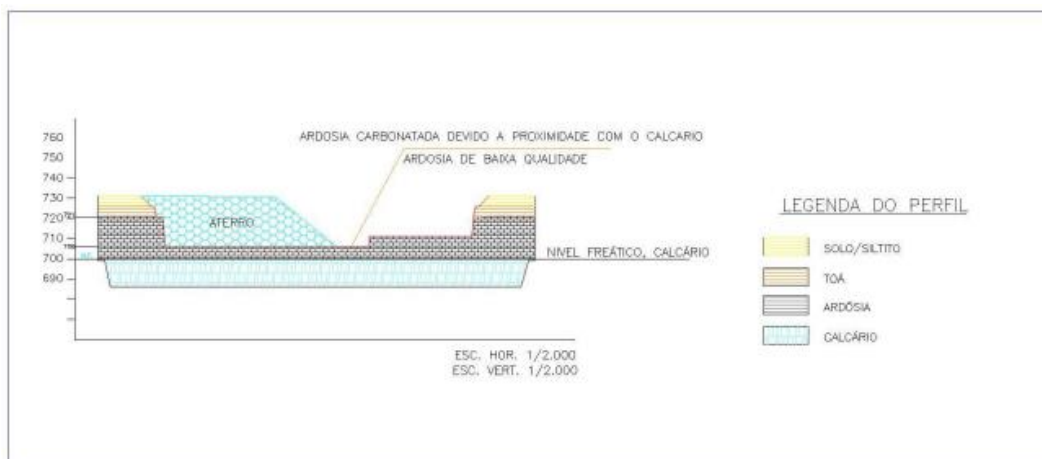 ARDOSIA CARBONATADA DEVIDO A PROXIMIDADE COM O CALCARIO
ARDOSIA DE BAIXA QUALIDADE
760
750
740
730
720
710
700
690
ATERRO
NIVEL FREÁTICO, CALCÁRIO
ESC. HOR. 1/2.000
ESC. VERT. 1/2.000
LEGENDA DO PERFIL
SOLO/SILTITO
TOÁ
ARDÓSIA
CALCÁRIO